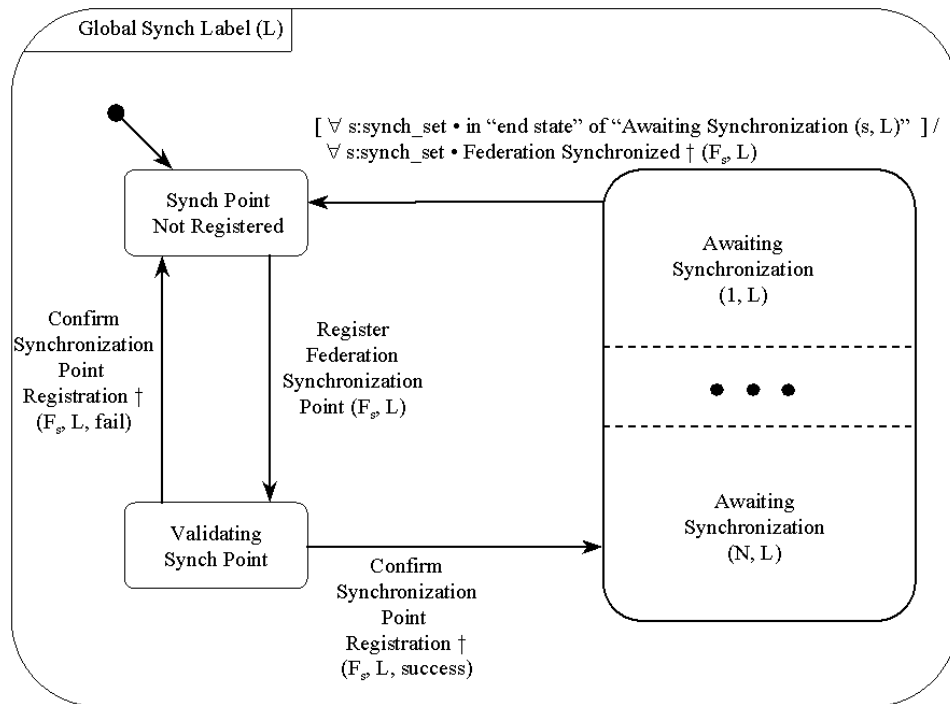 Global Synch Label (L)
[ ∀ s:synch_set • in “end state” of “Awaiting Synchronization (s, L)” ] /
∀ s:synch_set • Federation Synchronized † (Fs, L)
Synch Point
Not Registered
Awaiting
Synchronization
(1, L)
Confirm
Synchronization
Point
Registration †
(Fs, L, fail)
Register
Federation
Synchronization
Point (Fs, L)
Validating
Synch Point
Awaiting
Synchronization
(N, L)
Confirm
Synchronization
Point
Registration †
(Fs, L, success)